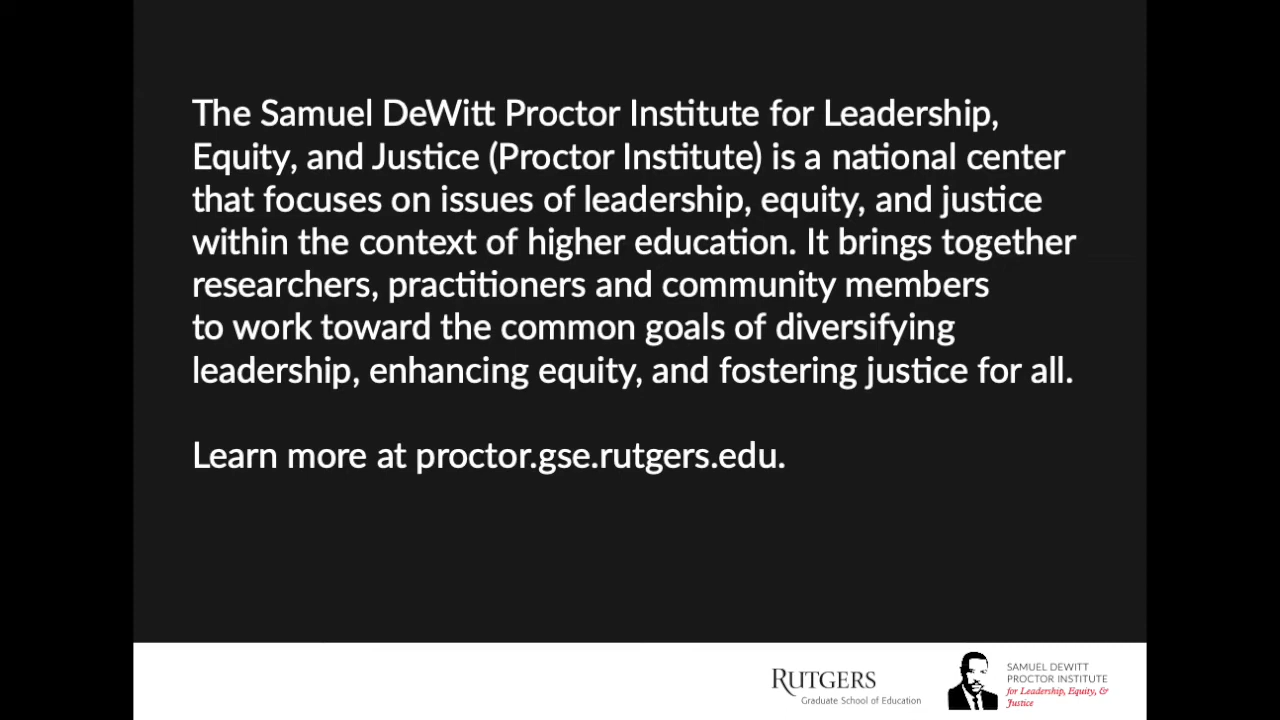 The Samuel DeWitt Proctor Institute for Leadership,
Equity, and Justice (Proctor Institute) is a national center
that focuses on issues of leadership, equity, and justice
within the context of higher education. It brings together
researchers, practitioners and community members
to work toward the common goals of diversifying
leadership, enhancing equity, and fostering justice for all.
Learn more at proctor.gse.rutgers.edu.
RUTGERS
Graduate School of Education
SAMUEL DEWITT
PROCTOR INSTITUTE
for Leadership, Equity, &
Justice